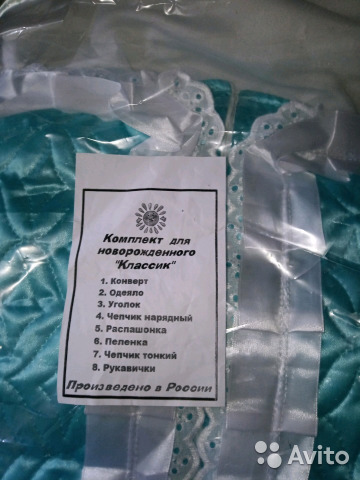 Комплект для
новорожденного
"Классик"
1. Конверт
2. Одеяло
3. Уголок
4. Чепчик нарядный
5. Распашонка
6. Пеленка
7. Чепчик тонкий
8. Рукавички
Произведено в России
Avito